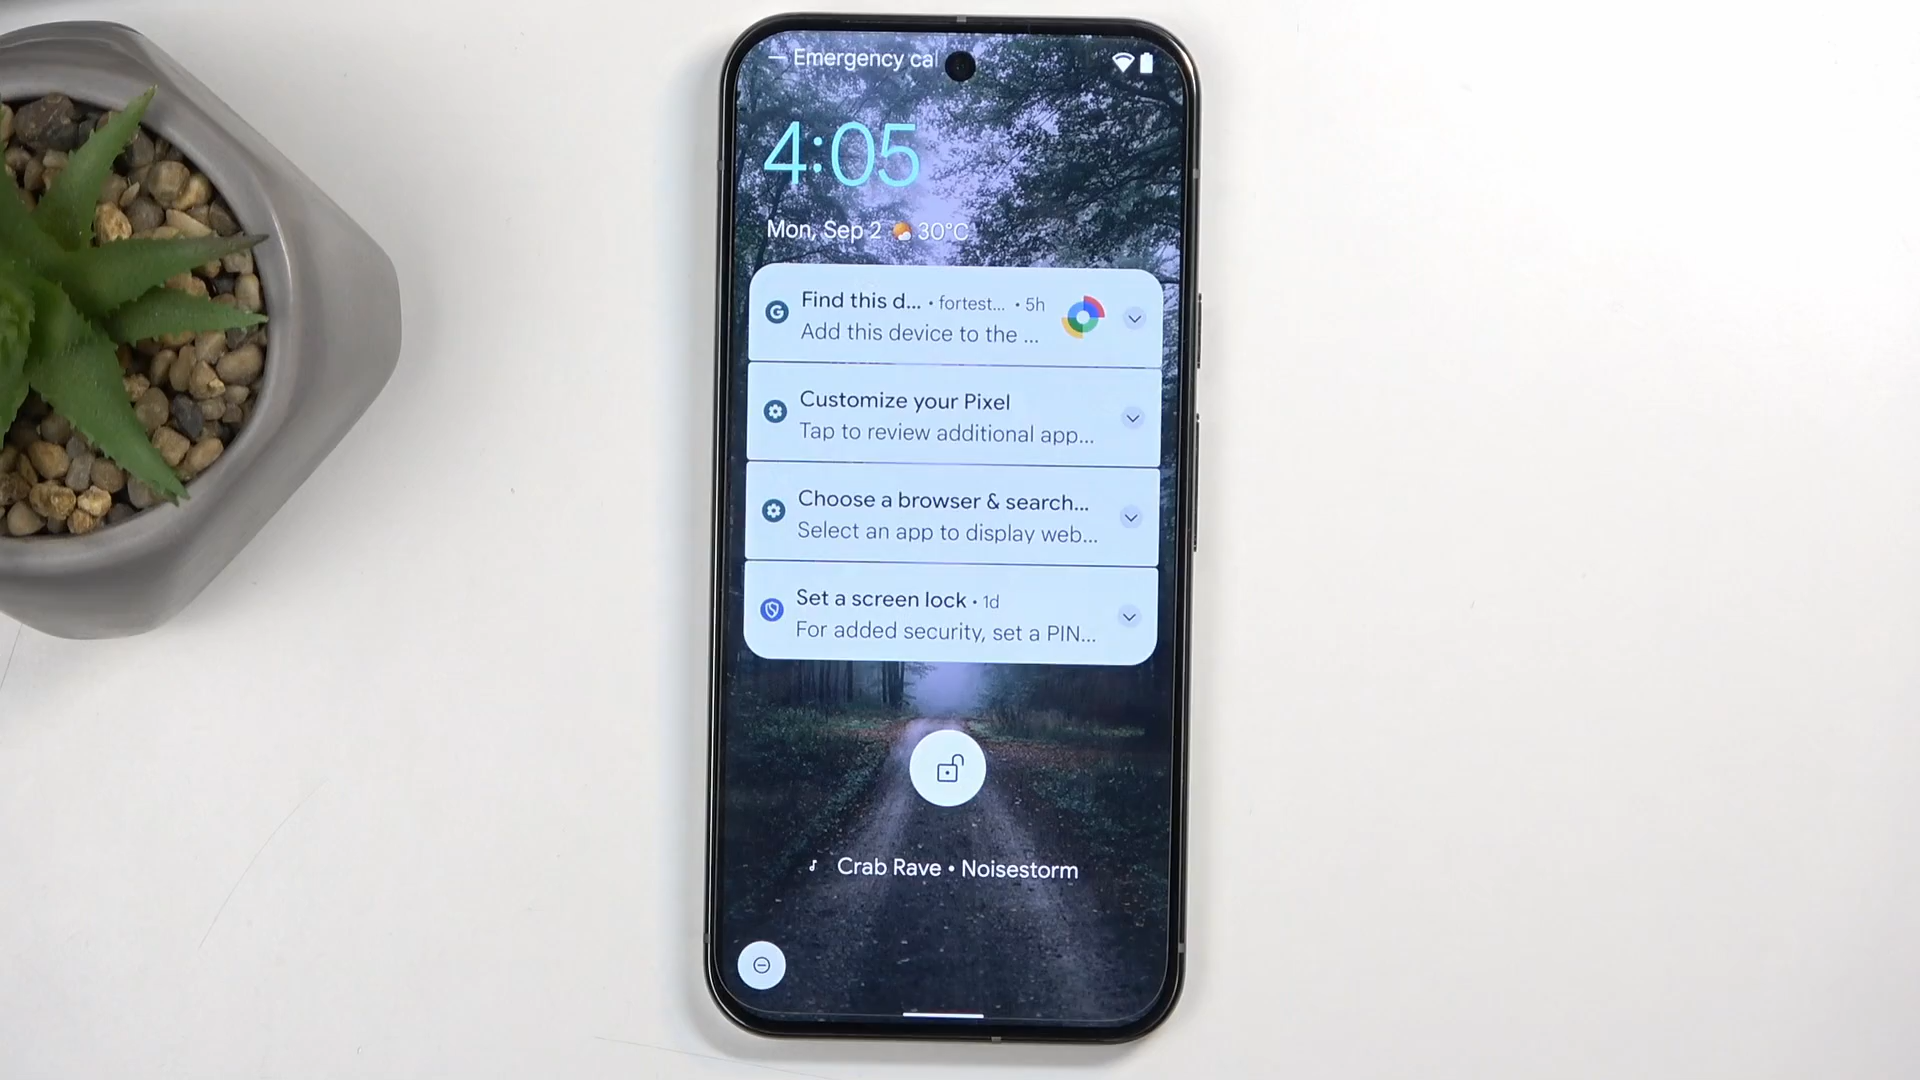 — Emergency cal
4:05
Mon, Sep 2 30°C
Find this d... • fortest... • 5h
Add this device to the ...
Customize your Pixel
Tap to review additional app...
Choose a browser & search...
Select an app to display web...
Set a screen lock • 1d
For added security, set a PIN...
Crab Rave • Noisestorm